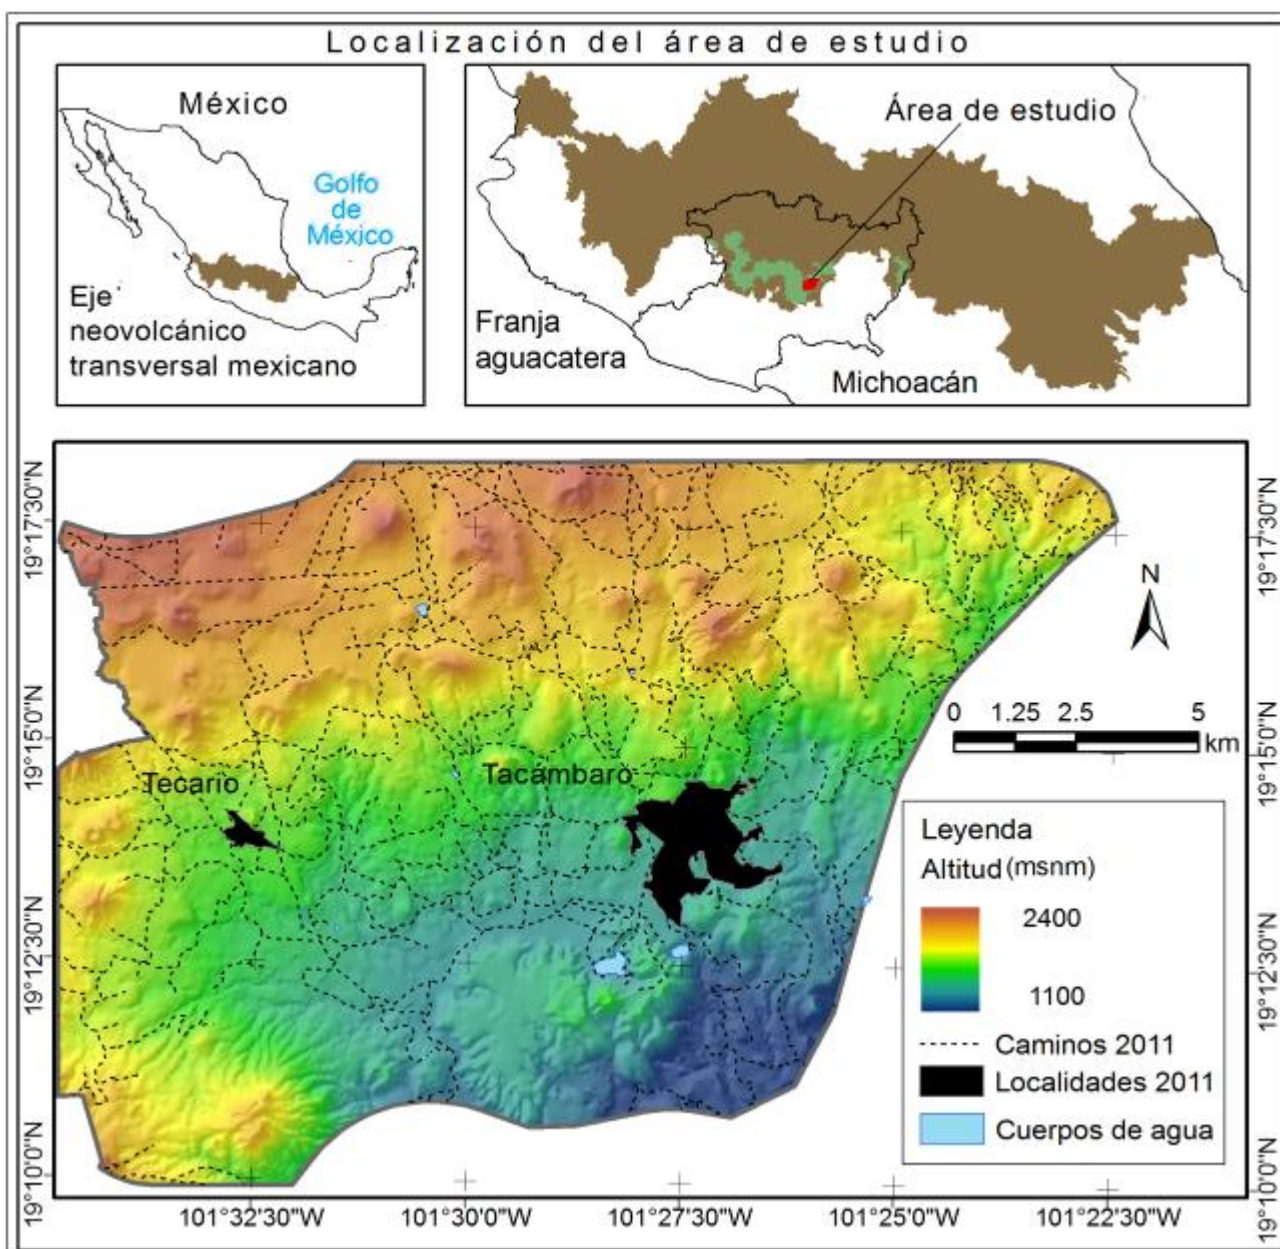 Localización del área de estudio
México
Golfo
de
México
Eje
neovolcánico
transversal mexicano
Área de estudio
Franja
aguacatera
Michoacán
19°17'30"N
19°15'0"N
19°12'30"N
19°10'0"N
Tecario
Tacámbaro
19°17'30"N
19°15'0"N
19°12'30"N
19°10'0"N
N
0 1.25 2.5 5
km
Leyenda
Altitud (msnm)
2400
1100
Caminos 2011
Localidades 2011
Cuerpos de agua
101°32'30"W 101°30'0"W 101°27'30"W 101°25'0"W 101°22'30"W